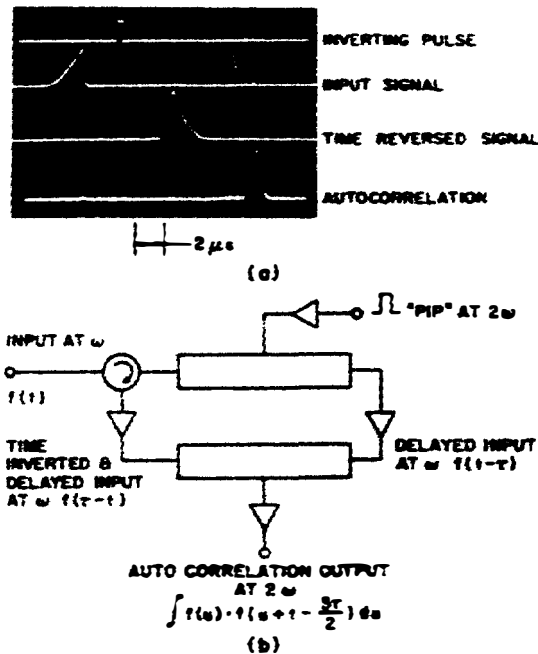 INVERTING PULSE
INPUT SIGNAL
TIME REVERSED SIGNAL
AUTOCORRELATION
2 μs
(a)
"PIP" AT 2ω
INPUT AT ω
f(t)
TIME
INVERTED &
DELAYED INPUT
AT ω f(τ-t)
DELAYED INPUT
AT ω f(t-τ)
AUTO CORRELATION OUTPUT
AT 2ω
∫ f(u)·f(u+t-3τ/2) du
(b)